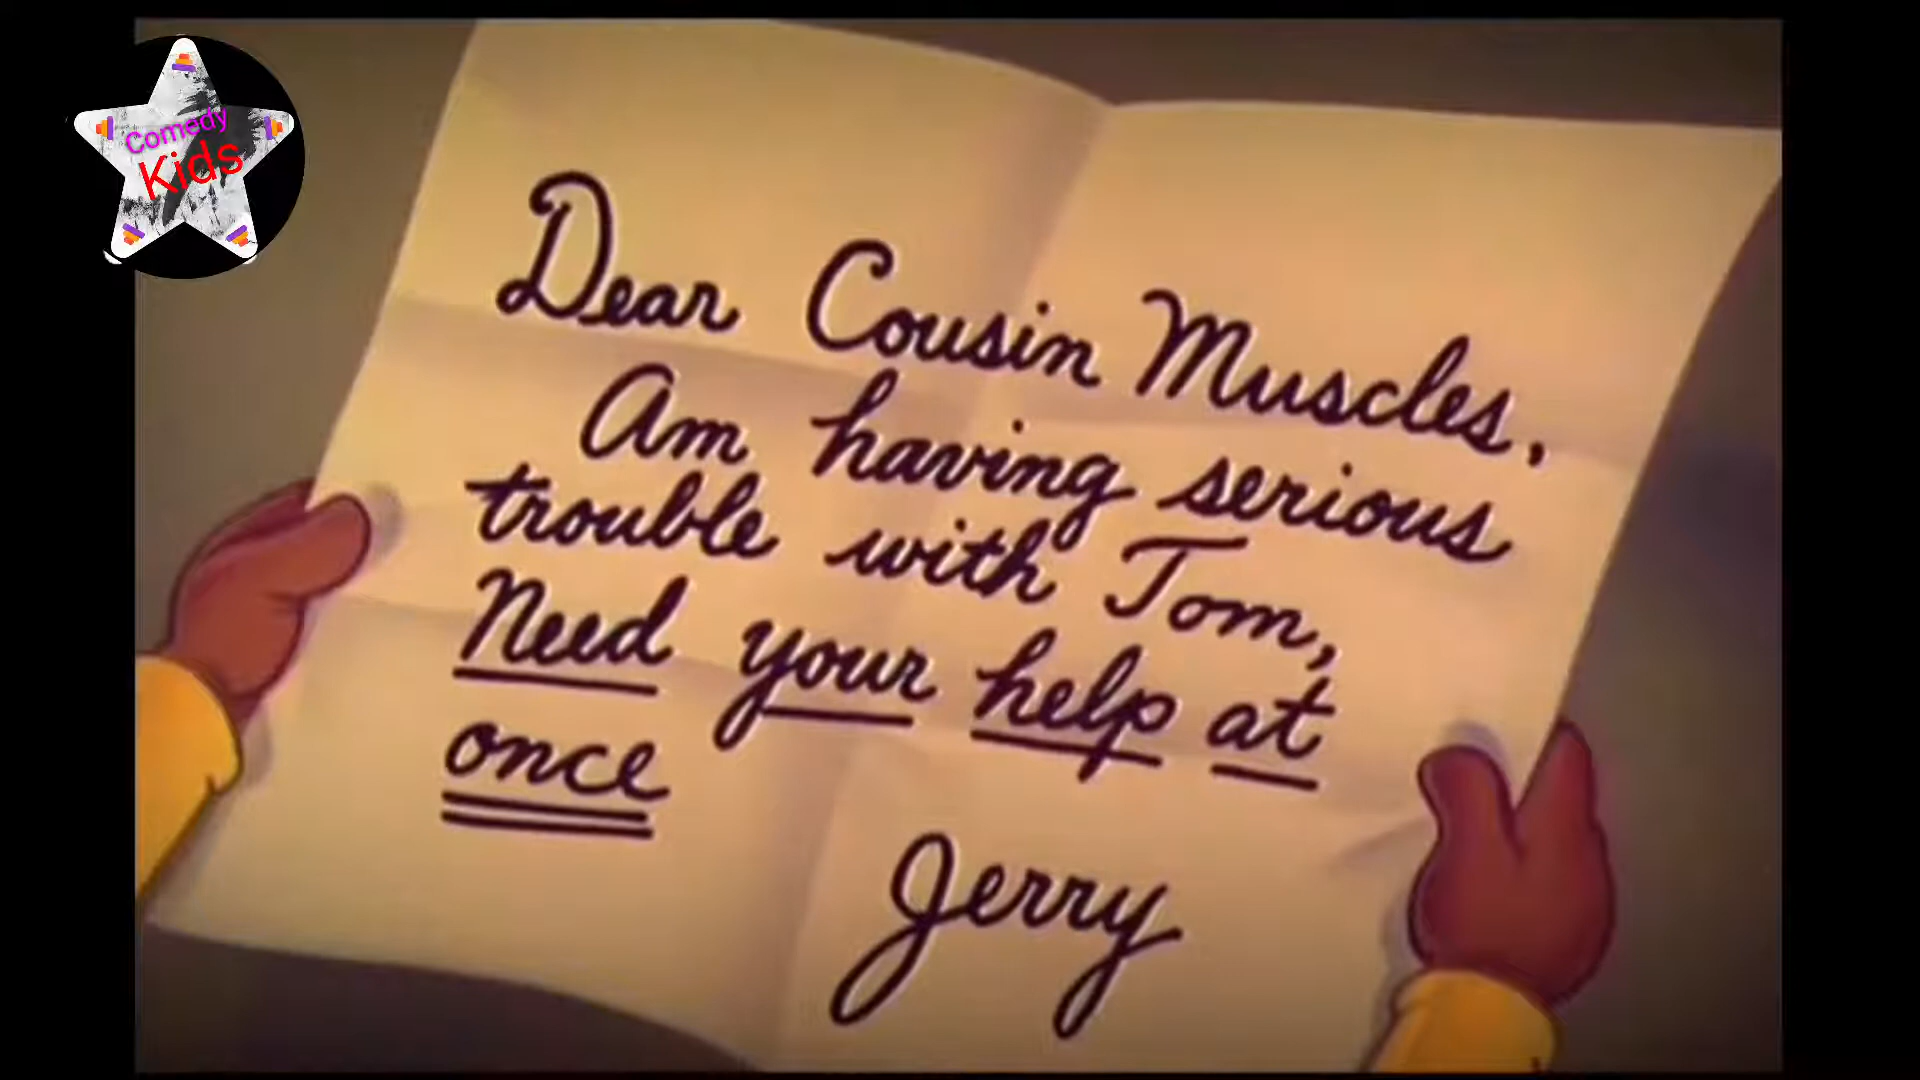 Comedy
Kids
Dear Cousin Muscles,
Am having serious
trouble with Tom,
Need your help at
once
Jerry